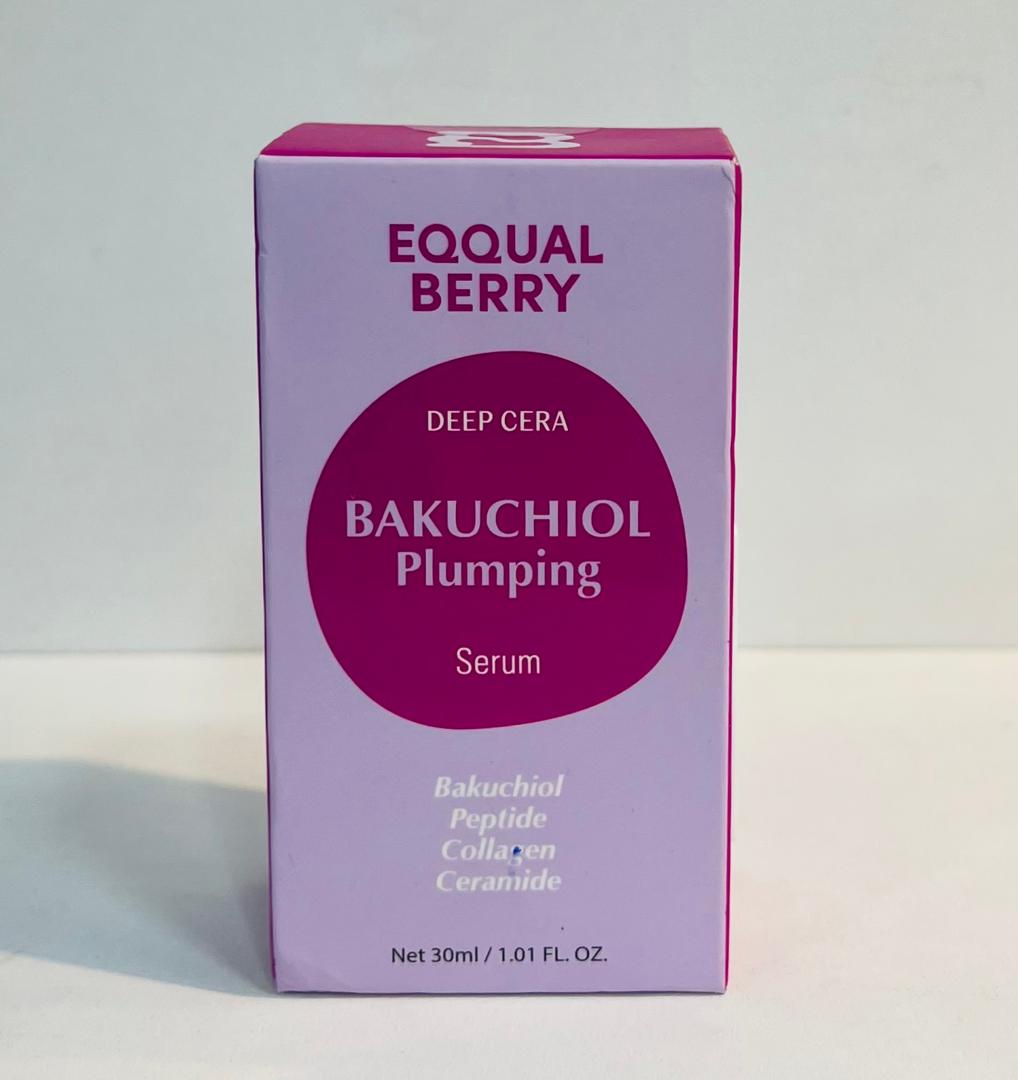 EQQUAL
BERRY
DEEP CERA
BAKUCHIOL
Plumping
Serum
Bakuchiol
Peptide
Collagen
Ceramide
Net 30ml / 1.01 FL. OZ.